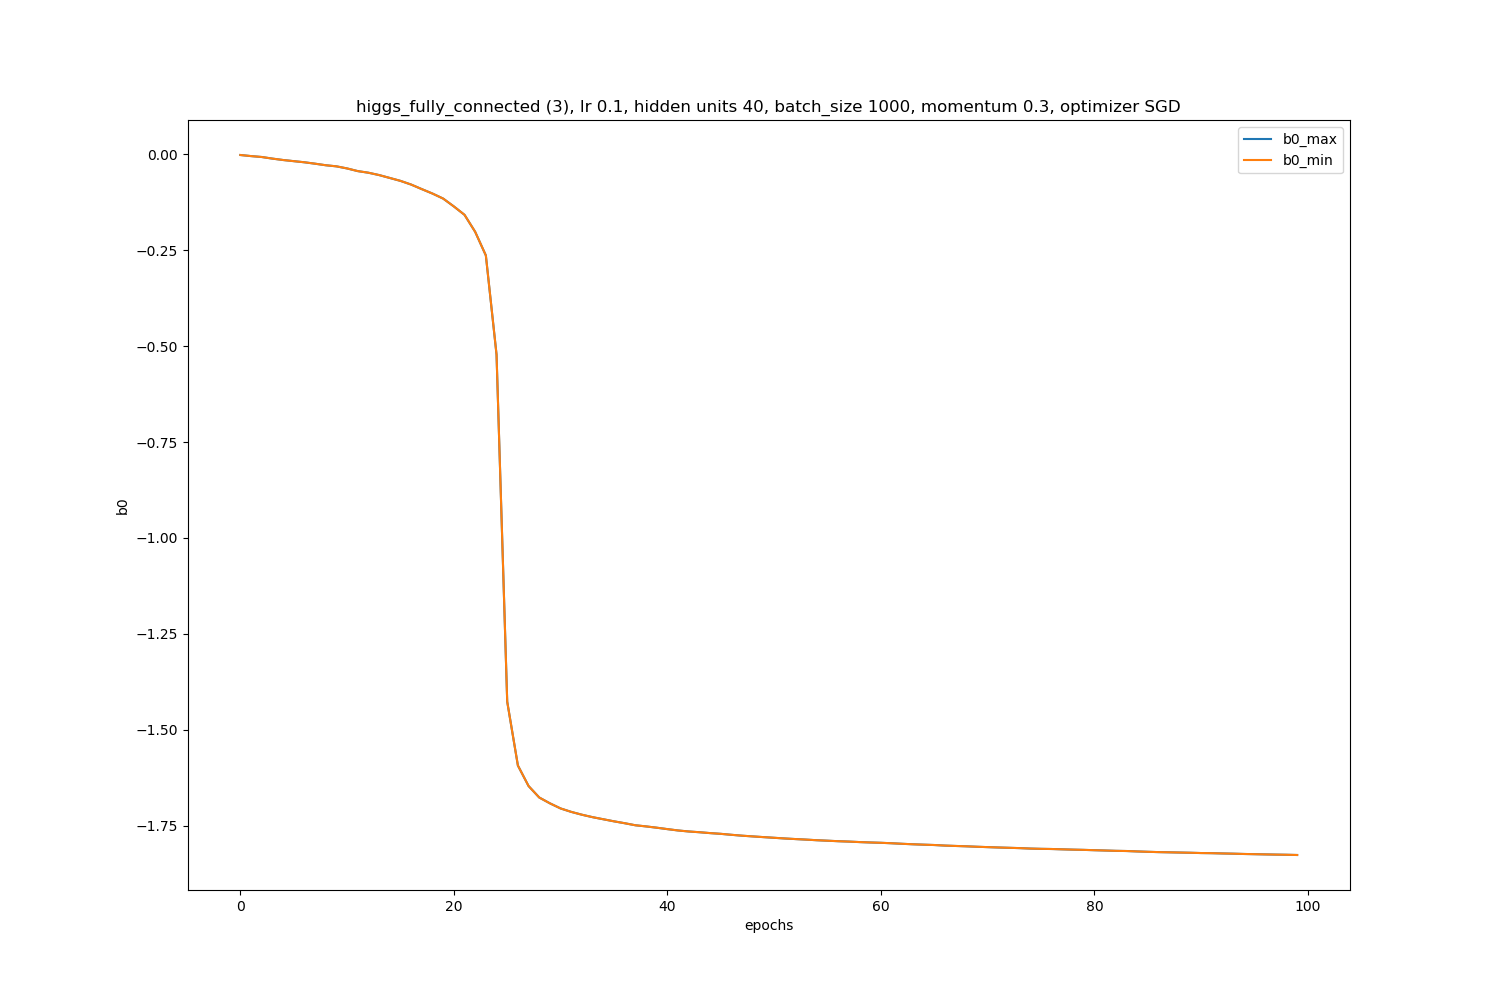 higgs_fully_connected (3), lr 0.1, hidden units 40, batch_size 1000, momentum 0.3, optimizer SGD
b0_max
b0_min
0.00
−0.25
−0.50
−0.75
−1.00
−1.25
−1.50
−1.75
b0
0 20 40 60 80 100
epochs